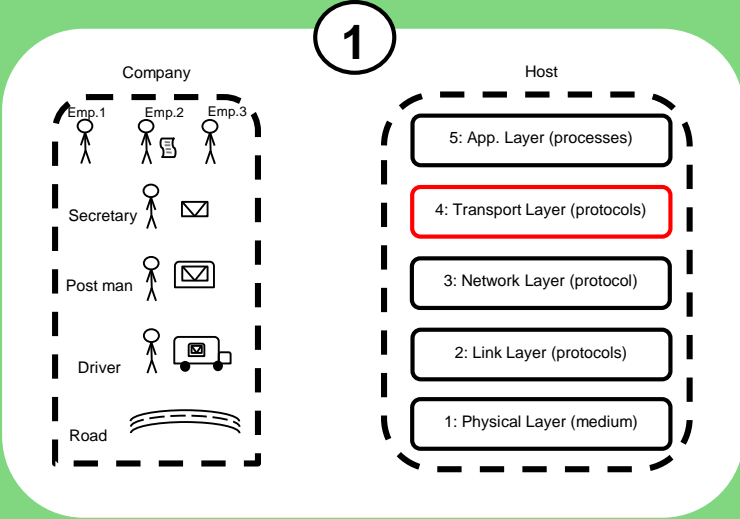 1
Company
Emp.1
Emp.2
Emp.3
Secretary
Post man
Driver
Road
Host
5: App. Layer (processes)
4: Transport Layer (protocols)
3: Network Layer (protocol)
2: Link Layer (protocols)
1: Physical Layer (medium)